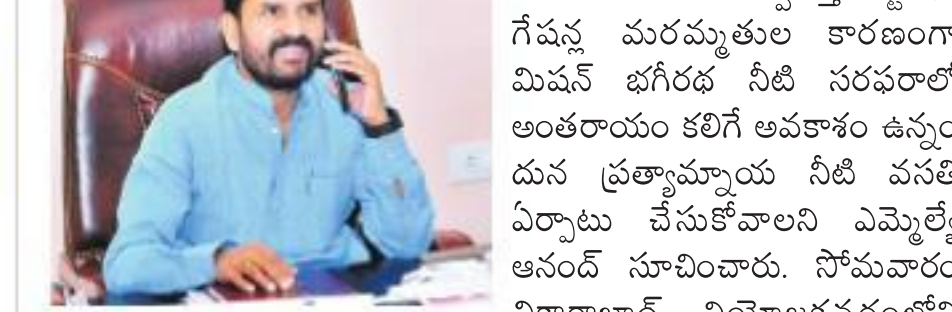 గేషన్ల మరమ్మతుల కారణంగా
మిషన్ భగీరథ నీటి సరఫరాలో
అంతరాయం కలిగే అవకాశం ఉన్నం
దున ప్రత్యామ్నాయ నీటి వసతి
ఏర్పాటు చేసుకోవాలని ఎమ్మెల్యే
ఆనంద్ సూచించారు. సోమవారం